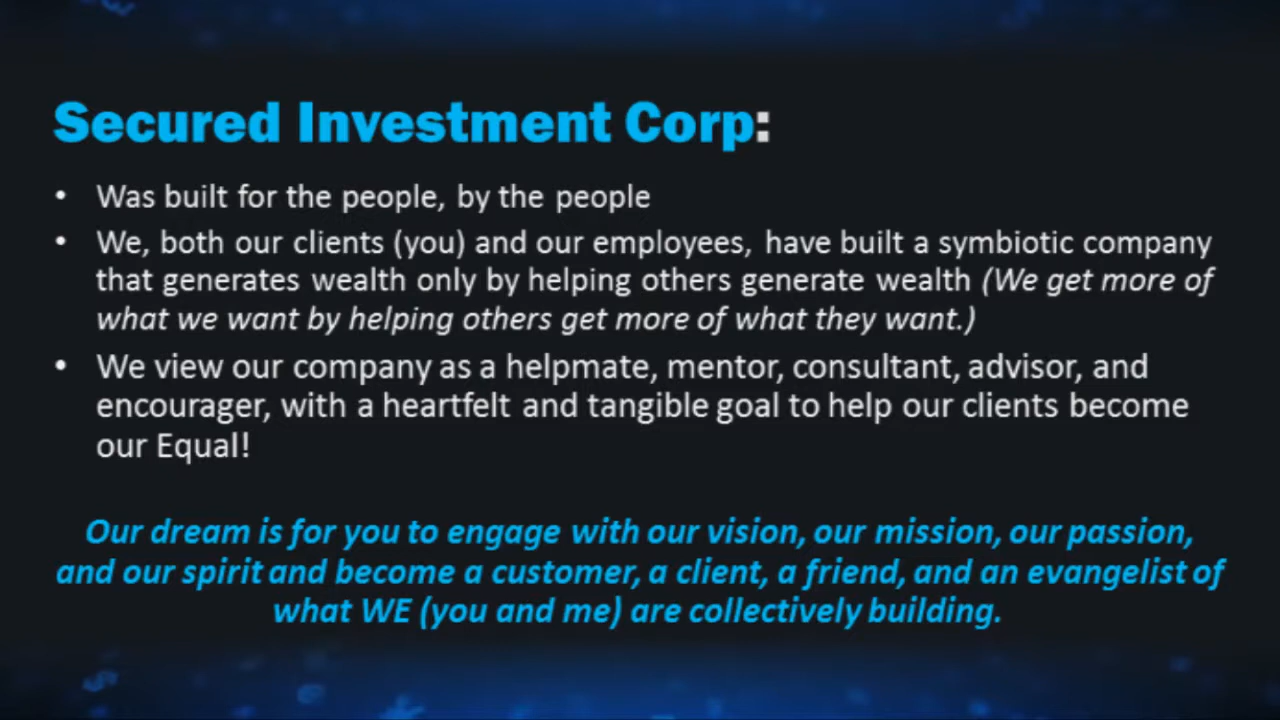 Secured Investment Corp:
• Was built for the people, by the people
• We, both our clients (you) and our employees, have built a symbiotic company
that generates wealth only by helping others generate wealth (We get more of
what we want by helping others get more of what they want.)
• We view our company as a helpmate, mentor, consultant, advisor, and
encourager, with a heartfelt and tangible goal to help our clients become
our Equal!
Our dream is for you to engage with our vision, our mission, our passion,
and our spirit and become a customer, a client, a friend, and an evangelist of
what WE (you and me) are collectively building.